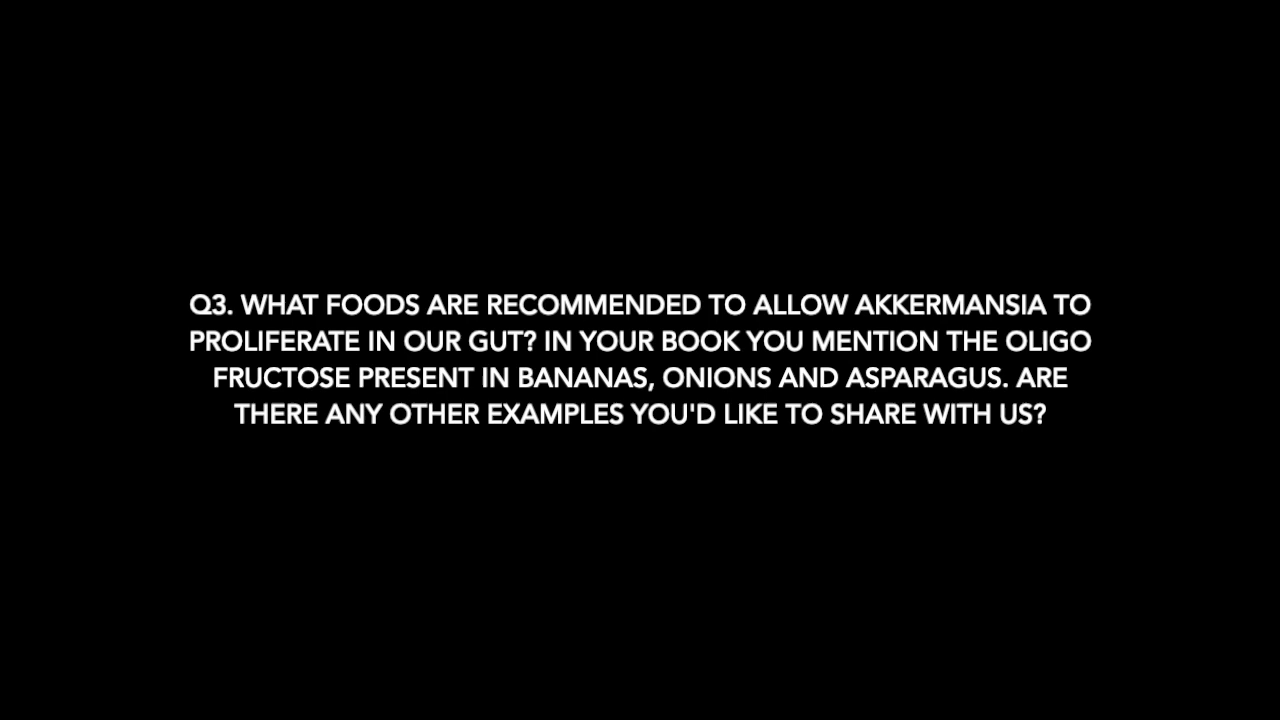 Q3. WHAT FOODS ARE RECOMMENDED TO ALLOW AKKERMANSIA TO
PROLIFERATE IN OUR GUT? IN YOUR BOOK YOU MENTION THE OLIGO
FRUCTOSE PRESENT IN BANANAS, ONIONS AND ASPARAGUS. ARE
THERE ANY OTHER EXAMPLES YOU'D LIKE TO SHARE WITH US?